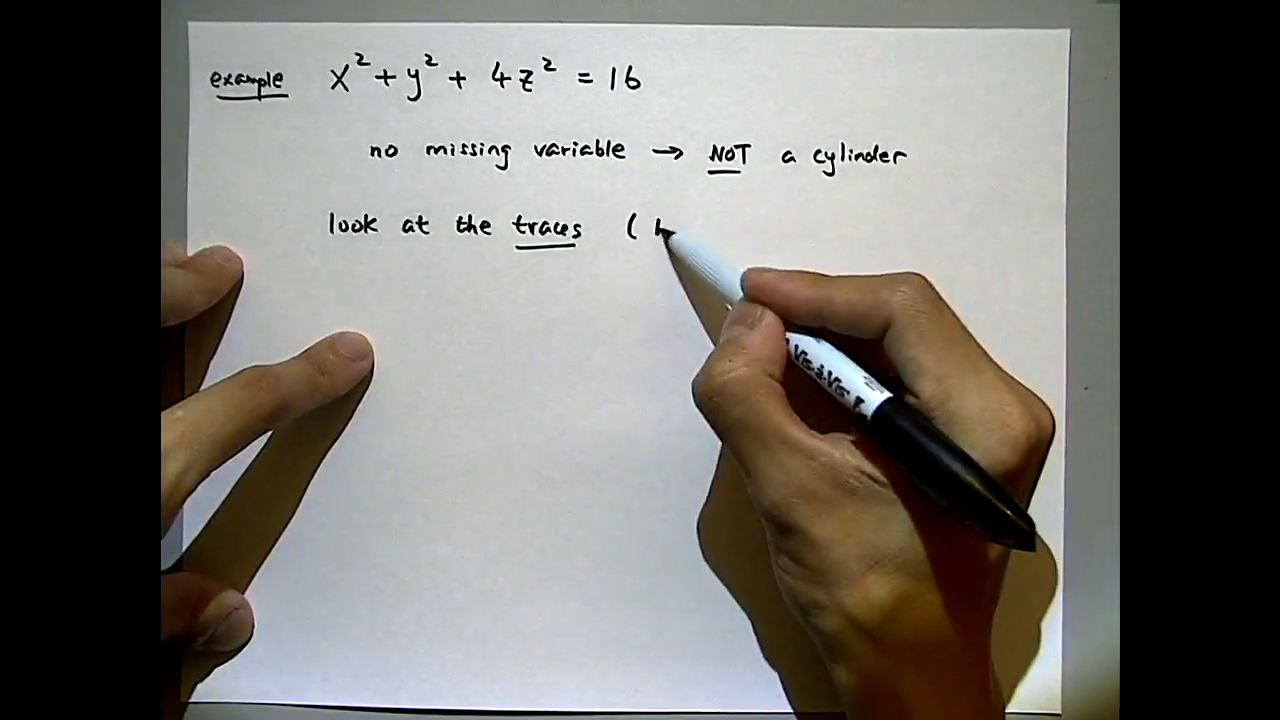 example x² + y² + 4z² = 16
no missing variable → NOT a cylinder
look at the traces (